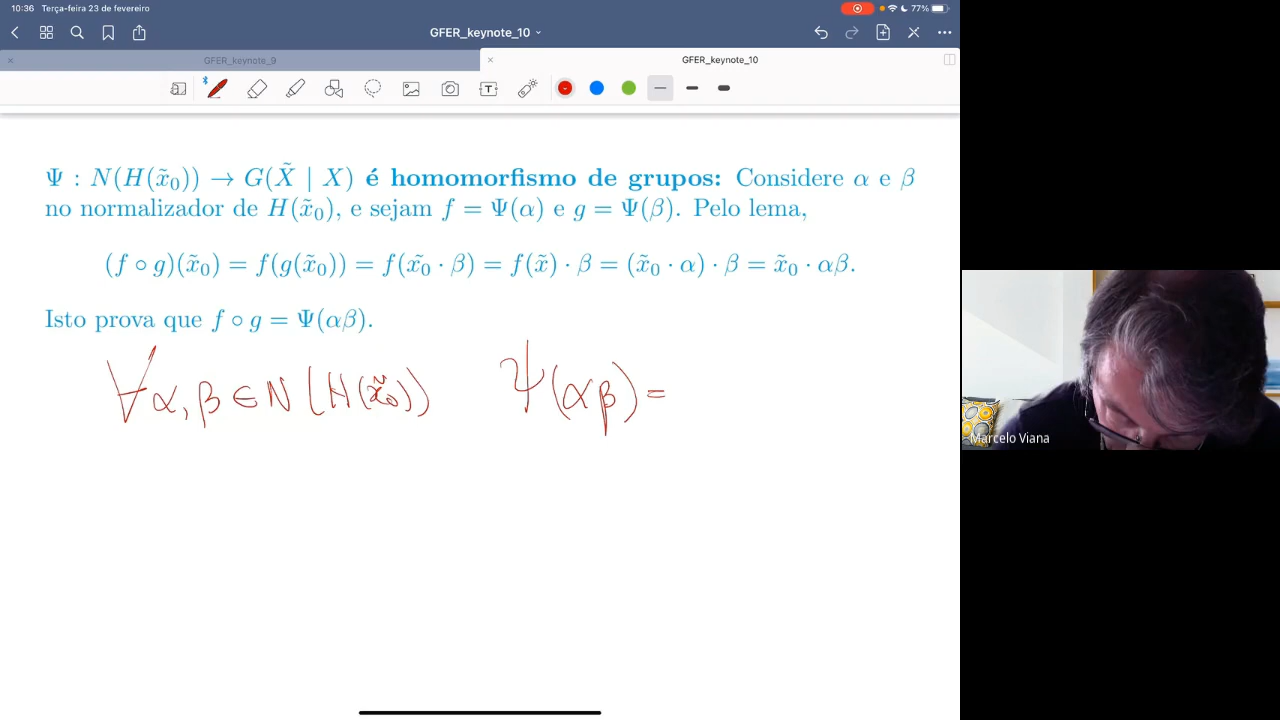 10:36 Terça-feira 23 de fevereiro 77%
GFER_keynote_10
GFER_keynote_9 GFER_keynote_10
Ψ : N(H(x̃₀)) → G(X̃ | X) é homomorfismo de grupos: Considere α e β
no normalizador de H(x̃₀), e sejam f = Ψ(α) e g = Ψ(β). Pelo lema,
(f ∘ g)(x̃₀) = f(g(x̃₀)) = f(x̃₀ · β) = f(x̃) · β = (x̃₀ · α) · β = x̃₀ · αβ.
Isto prova que f ∘ g = Ψ(αβ).
∀ α, β ∈ N(H(x̃₀)) Ψ(αβ) =
Marcelo Viana